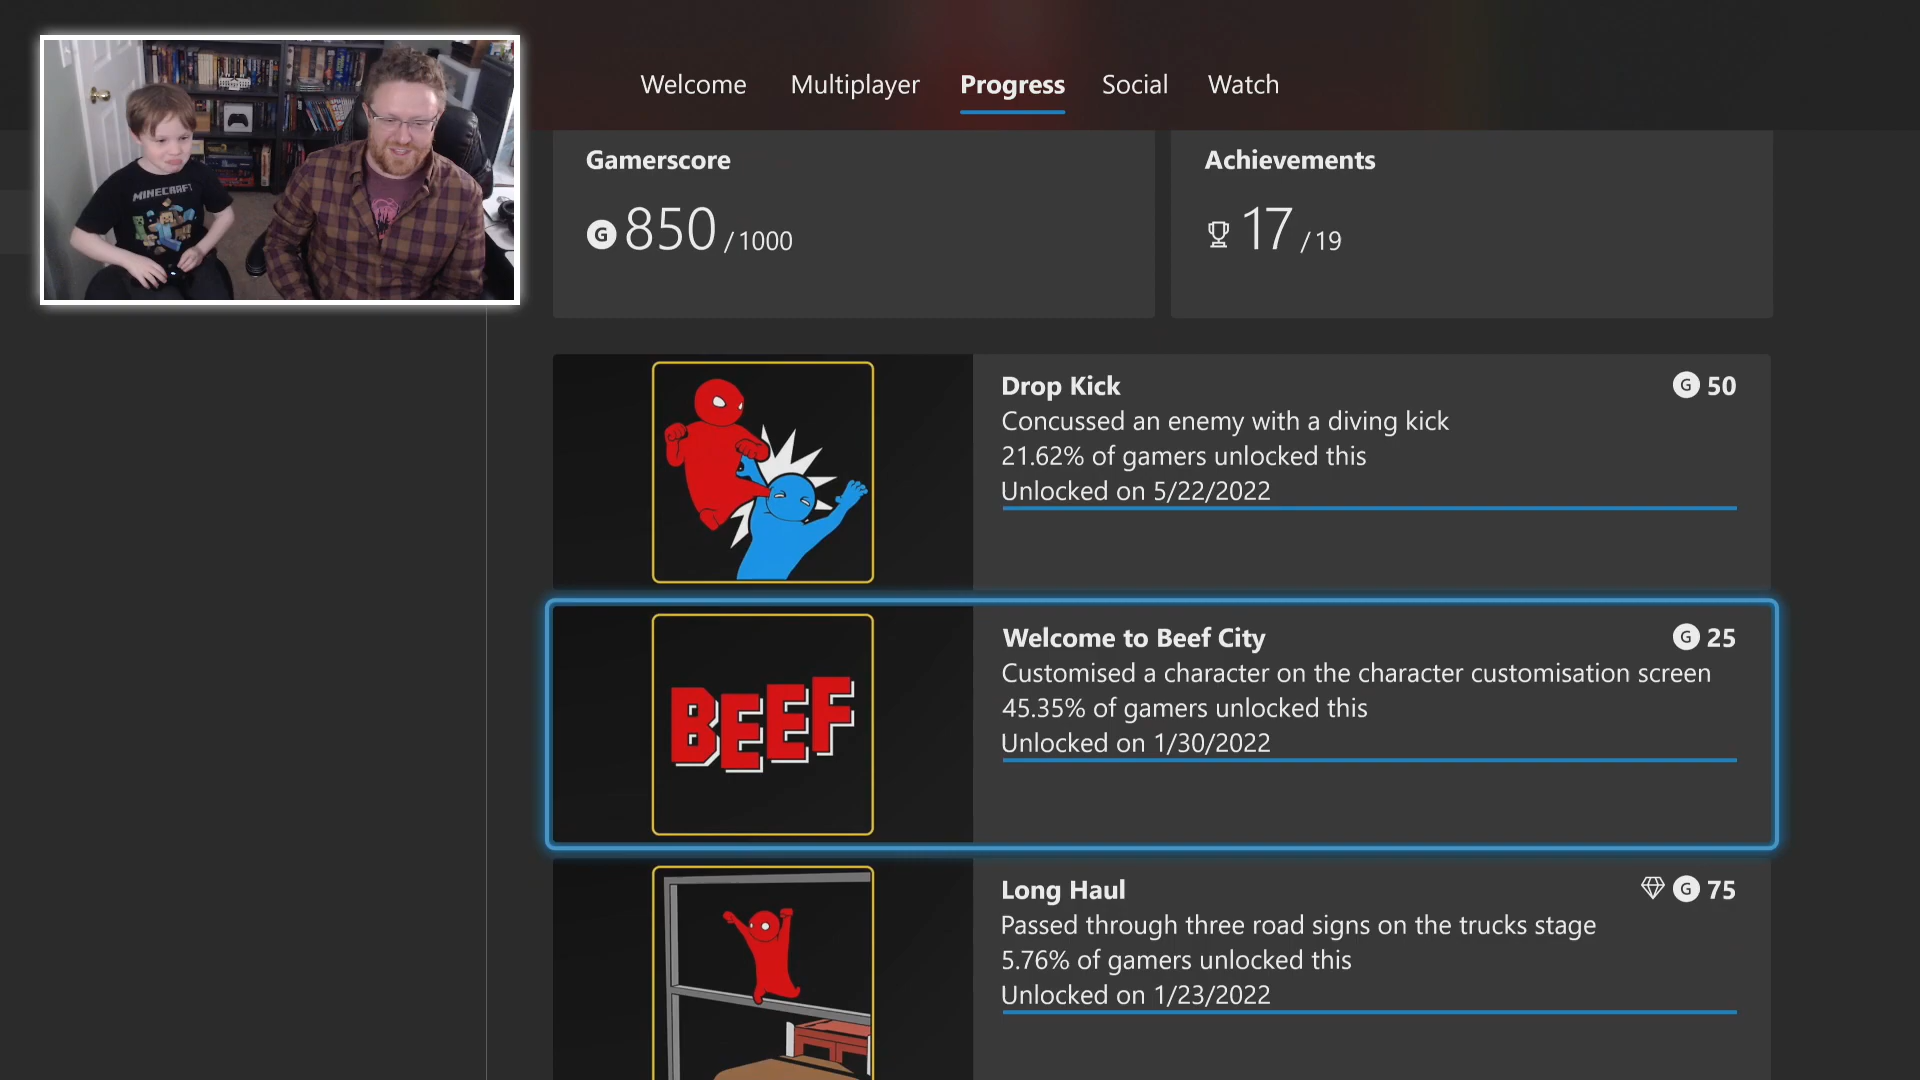 Welcome Multiplayer Progress Social Watch
MINECRAFT
Gamerscore
G 850 / 1000
Achievements
17 / 19
Drop Kick
G 50
Concussed an enemy with a diving kick
21.62% of gamers unlocked this
Unlocked on 5/22/2022
BEEF
Welcome to Beef City
G 25
Customised a character on the character customisation screen
45.35% of gamers unlocked this
Unlocked on 1/30/2022
Long Haul
G 75
Passed through three road signs on the trucks stage
5.76% of gamers unlocked this
Unlocked on 1/23/2022